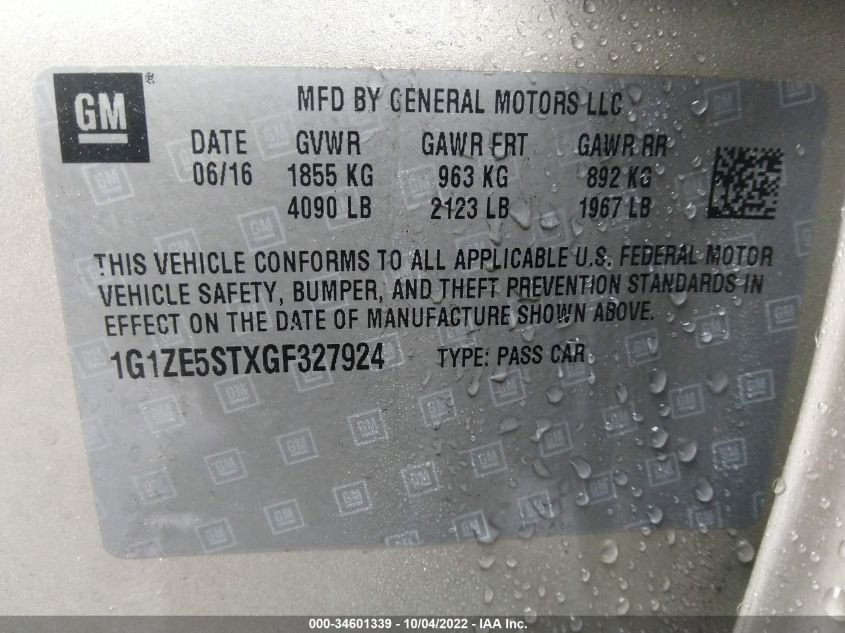 GM ® MFD BY GENERAL MOTORS LLC
DATE GVWR GAWR FRT GAWR RR
06/16 1855 KG 963 KG 892 KG
4090 LB 2123 LB 1967 LB
THIS VEHICLE CONFORMS TO ALL APPLICABLE U.S. FEDERAL MOTOR
VEHICLE SAFETY, BUMPER, AND THEFT PREVENTION STANDARDS IN
EFFECT ON THE DATE OF MANUFACTURE SHOWN ABOVE.
1G1ZE5STXGF327924 TYPE: PASS CAR
000-34601339 - 10/04/2022 - © IAA Inc.